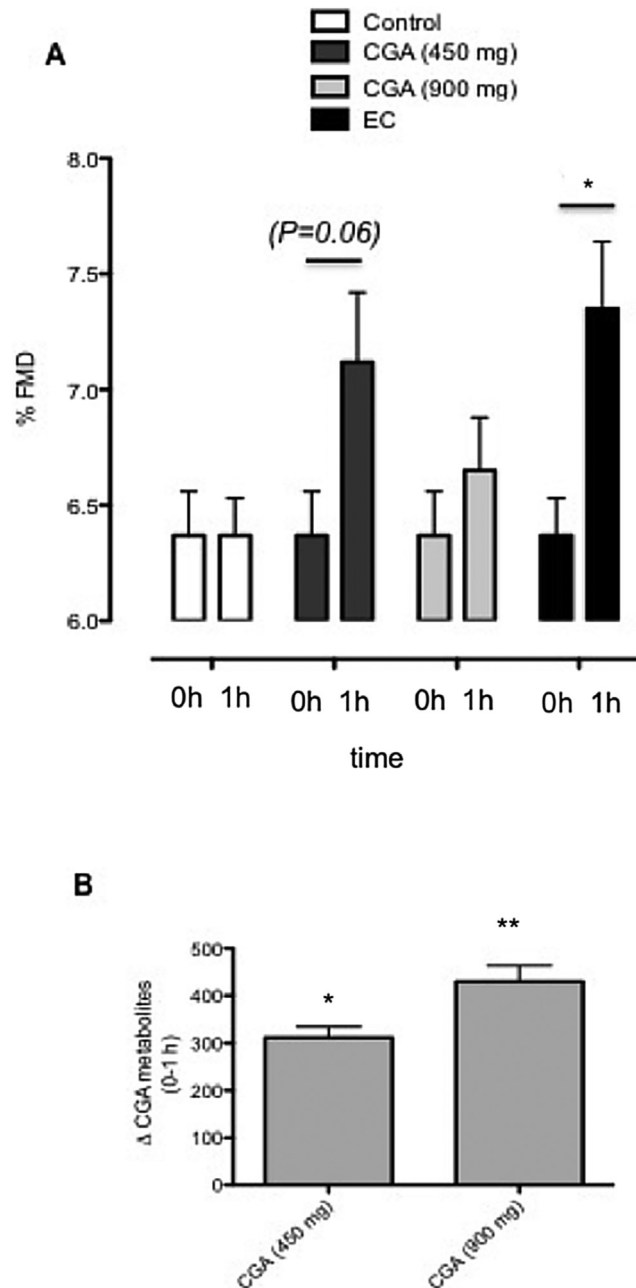 A
Control
CGA (450 mg)
CGA (900 mg)
EC
8.0
7.5
7.0
6.5
6.0
% FMD
(P=0.06)
*
0h 1h 0h 1h 0h 1h 0h 1h
time
B
500
400
300
200
100
0
Δ CGA metabolites
(0-1 h)
*
**
CGA (450 mg)
CGA (900 mg)